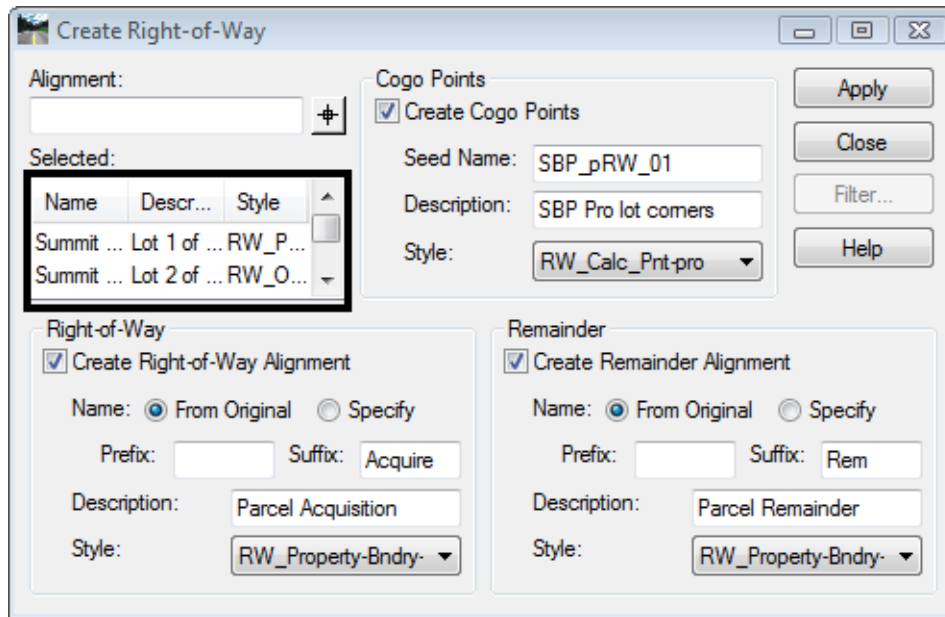 Create Right-of-Way
Alignment:
Selected:
Name Descr... Style
Summit ... Lot 1 of ... RW_P...
Summit ... Lot 2 of ... RW_O...
Cogo Points
Create Cogo Points
Seed Name: SBP_pRW_01
Description: SBP Pro lot corners
Style: RW_Calc_Pnt-pro
Apply
Close
Filter...
Help
Right-of-Way
Create Right-of-Way Alignment
Name: From Original Specify
Prefix: Suffix: Acquire
Description: Parcel Acquisition
Style: RW_Property-Bndry-
Remainder
Create Remainder Alignment
Name: From Original Specify
Prefix: Suffix: Rem
Description: Parcel Remainder
Style: RW_Property-Bndry-